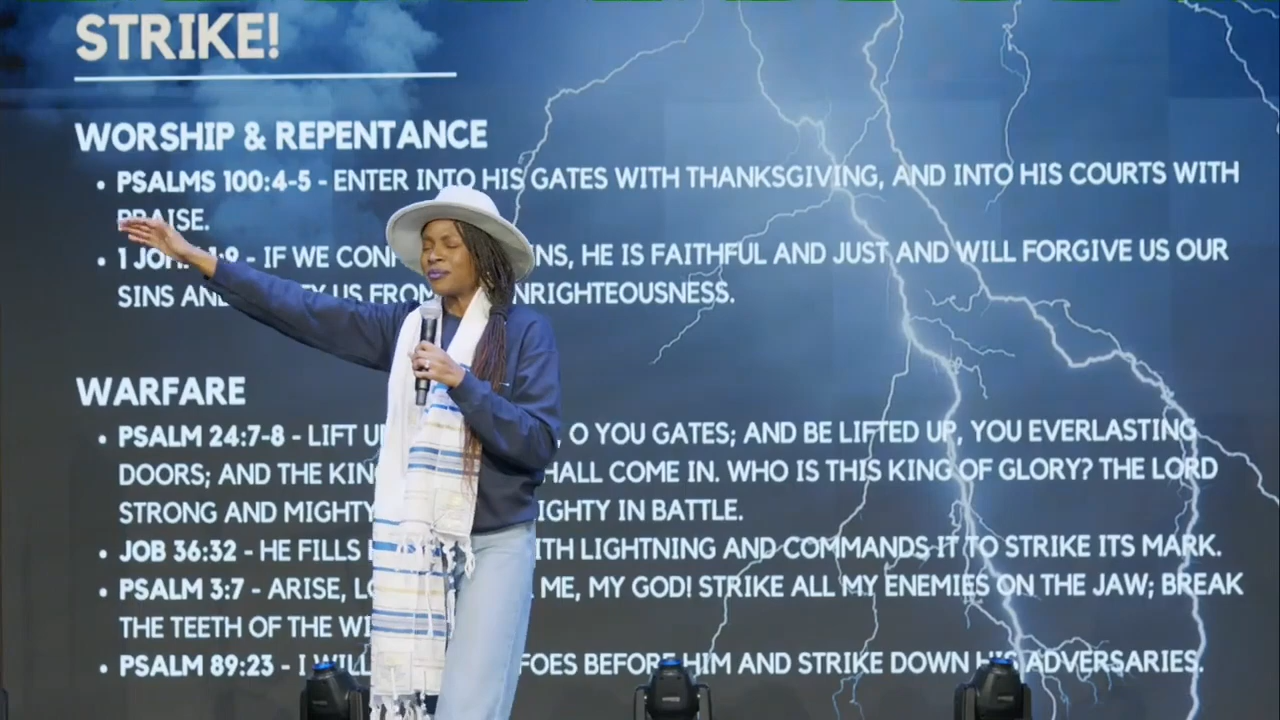 STRIKE!
WORSHIP & REPENTANCE
• PSALMS 100:4-5 - ENTER INTO HIS GATES WITH THANKSGIVING, AND INTO HIS COURTS WITH
PRAISE.
• 1 JOHN 1:9 - IF WE CONF INS, HE IS FAITHFUL AND JUST AND WILL FORGIVE US OUR
SINS AND US FROM NRIGHTEOUSNESS.
WARFARE
• PSALM 24:7-8 - LIFT U , O YOU GATES; AND BE LIFTED UP, YOU EVERLASTING
DOORS; AND THE KIN HALL COME IN. WHO IS THIS KING OF GLORY? THE LORD
STRONG AND MIGHTY IGHTY IN BATTLE.
• JOB 36:32 - HE FILLS ITH LIGHTNING AND COMMANDS IT TO STRIKE ITS MARK.
• PSALM 3:7 - ARISE, LO ME, MY GOD! STRIKE ALL MY ENEMIES ON THE JAW; BREAK
THE TEETH OF THE WI
• PSALM 89:23 - I WILL FOES BEFORE HIM AND STRIKE DOWN HIS ADVERSARIES.